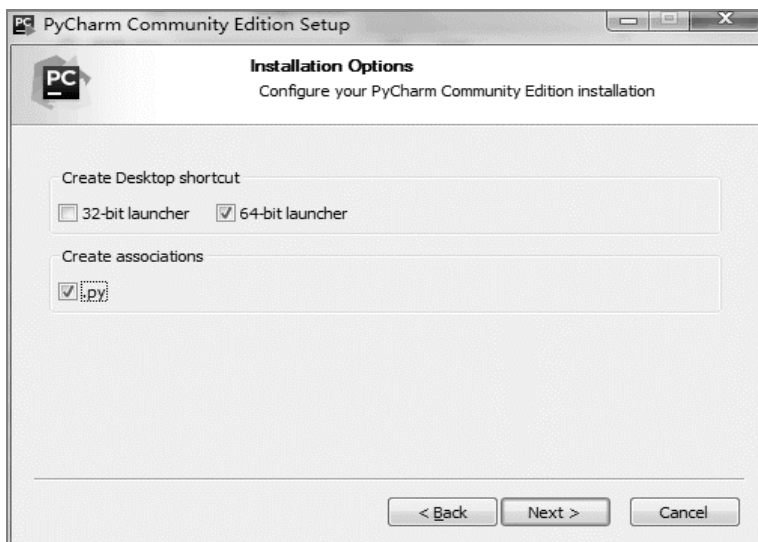 PyCharm Community Edition Setup
PC
Installation Options
Configure your PyCharm Community Edition installation
Create Desktop shortcut
32-bit launcher 64-bit launcher
Create associations
.py
< Back Next > Cancel